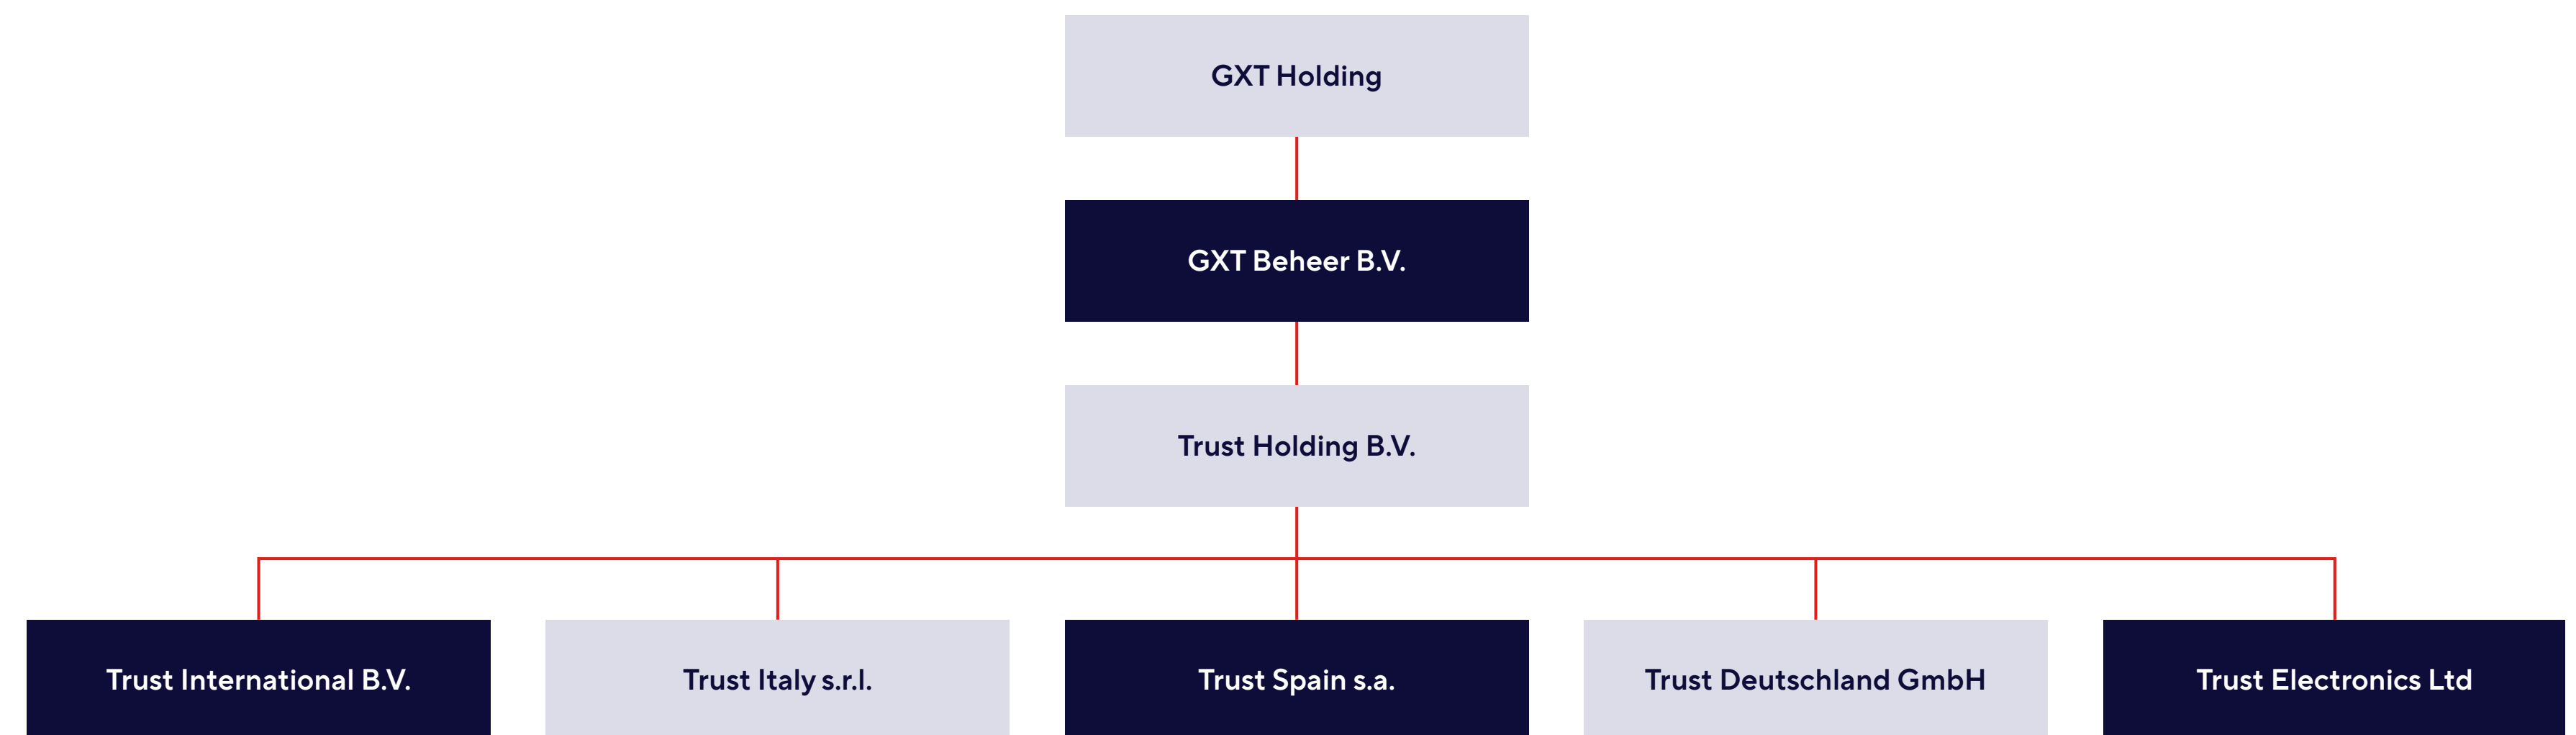 GXT Holding
GXT Beheer B.V.
Trust Holding B.V.
Trust International B.V.
Trust Italy s.r.l.
Trust Spain s.a.
Trust Deutschland GmbH
Trust Electronics Ltd